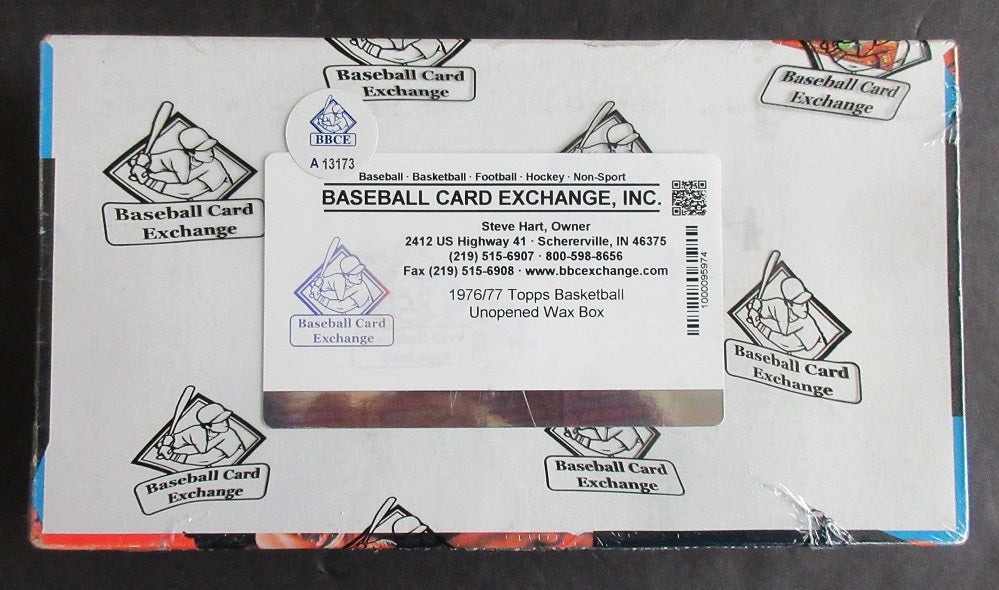 Baseball Card
Exchange
Baseball Card
Exchange
BBCE
A 13173
Baseball Card
Exchange
Baseball · Basketball · Football · Hockey · Non-Sport
BASEBALL CARD EXCHANGE, INC.
Steve Hart, Owner
2412 US Highway 41 · Schererville, IN 46375
(219) 515-6907 · 800-598-8656
Fax (219) 515-6908 · www.bbcexchange.com
1976/77 Topps Basketball
Unopened Wax Box
1000095974
Baseball Card
Exchange
Baseball Card
Exchange
Baseball Card
Exchange
Baseball Card
Exchange